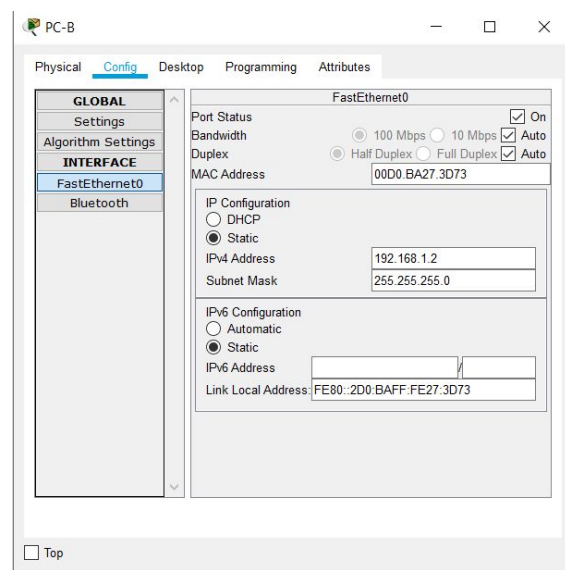 PC-B
Physical Config Desktop Programming Attributes
GLOBAL
Settings
Algorithm Settings
INTERFACE
FastEthernet0
Bluetooth
FastEthernet0
Port Status On
Bandwidth 100 Mbps 10 Mbps Auto
Duplex Half Duplex Full Duplex Auto
MAC Address 00D0.BA27.3D73
IP Configuration
DHCP
Static
IPv4 Address 192.168.1.2
Subnet Mask 255.255.255.0
IPv6 Configuration
Automatic
Static
IPv6 Address /
Link Local Address: FE80::2D0:BAFF:FE27:3D73
Top